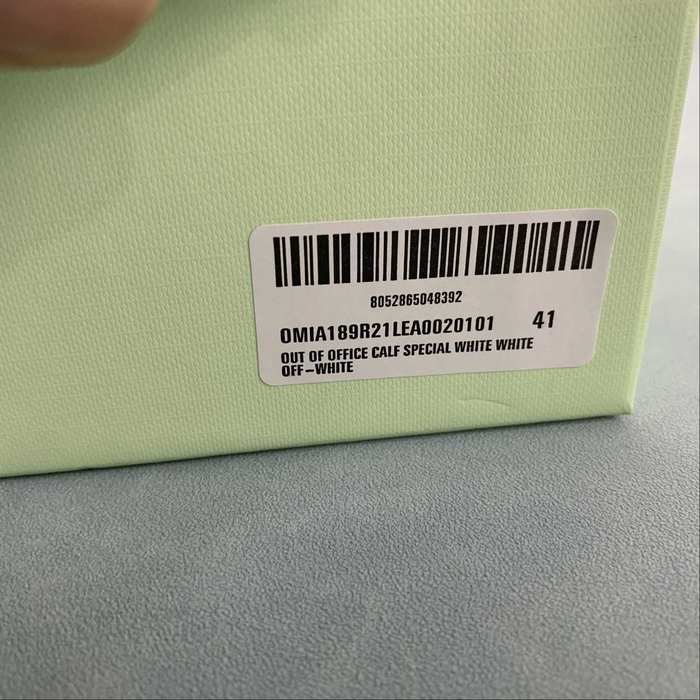 8052865048392
OMIA189R21LEA0020101 41
OUT OF OFFICE CALF SPECIAL WHITE WHITE
OFF-WHITE